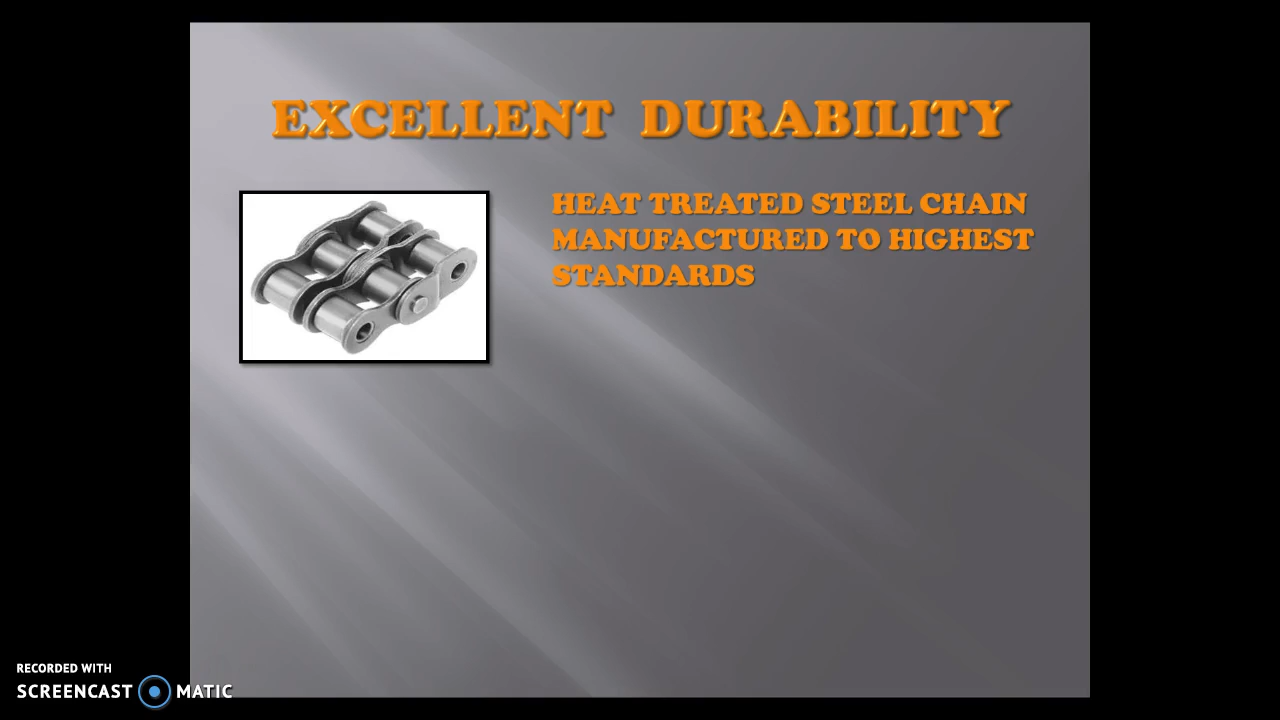 EXCELLENT DURABILITY
HEAT TREATED STEEL CHAIN
MANUFACTURED TO HIGHEST
STANDARDS
RECORDED WITH
SCREENCAST MATIC